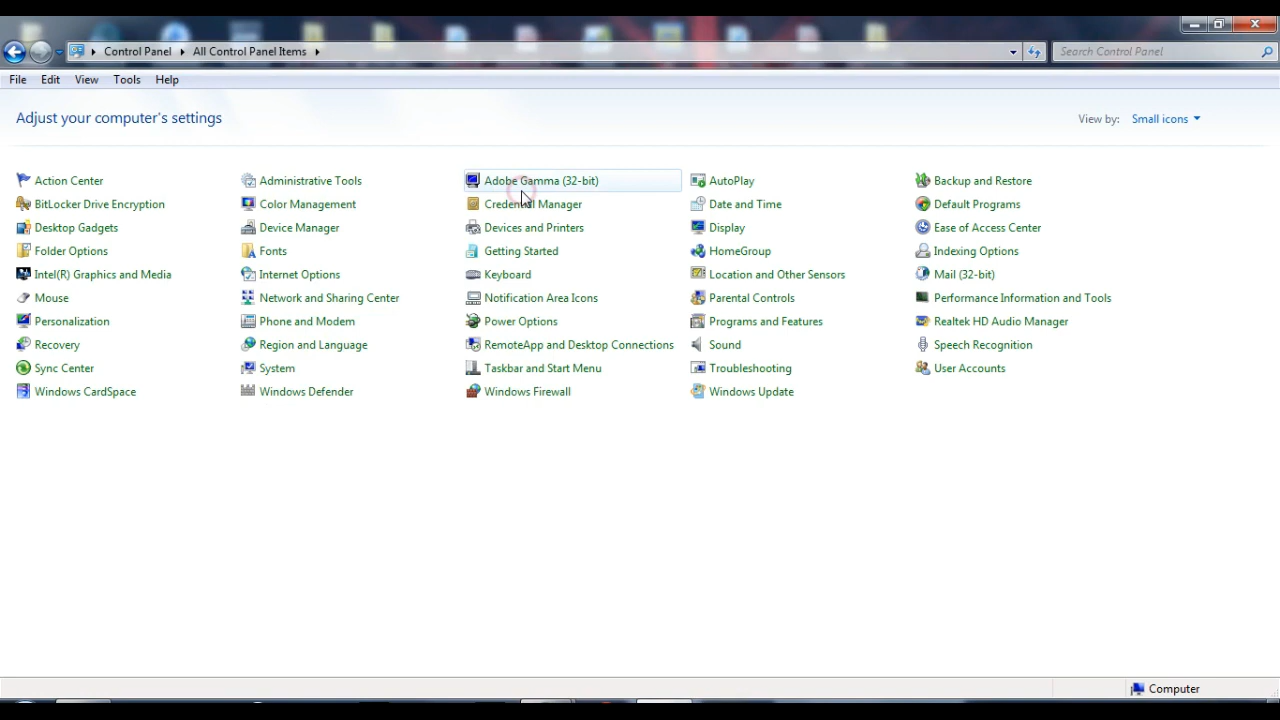 Control Panel All Control Panel Items Search Control Panel
File Edit View Tools Help
Adjust your computer's settings View by: Small icons
Action Center Administrative Tools Adobe Gamma (32-bit) AutoPlay Backup and Restore
BitLocker Drive Encryption Color Management Credential Manager Date and Time Default Programs
Desktop Gadgets Device Manager Devices and Printers Display Ease of Access Center
Folder Options Fonts Getting Started HomeGroup Indexing Options
Intel(R) Graphics and Media Internet Options Keyboard Location and Other Sensors Mail (32-bit)
Mouse Network and Sharing Center Notification Area Icons Parental Controls Performance Information and Tools
Personalization Phone and Modem Power Options Programs and Features Realtek HD Audio Manager
Recovery Region and Language RemoteApp and Desktop Connections Sound Speech Recognition
Sync Center System Taskbar and Start Menu Troubleshooting User Accounts
Windows CardSpace Windows Defender Windows Firewall Windows Update
Computer